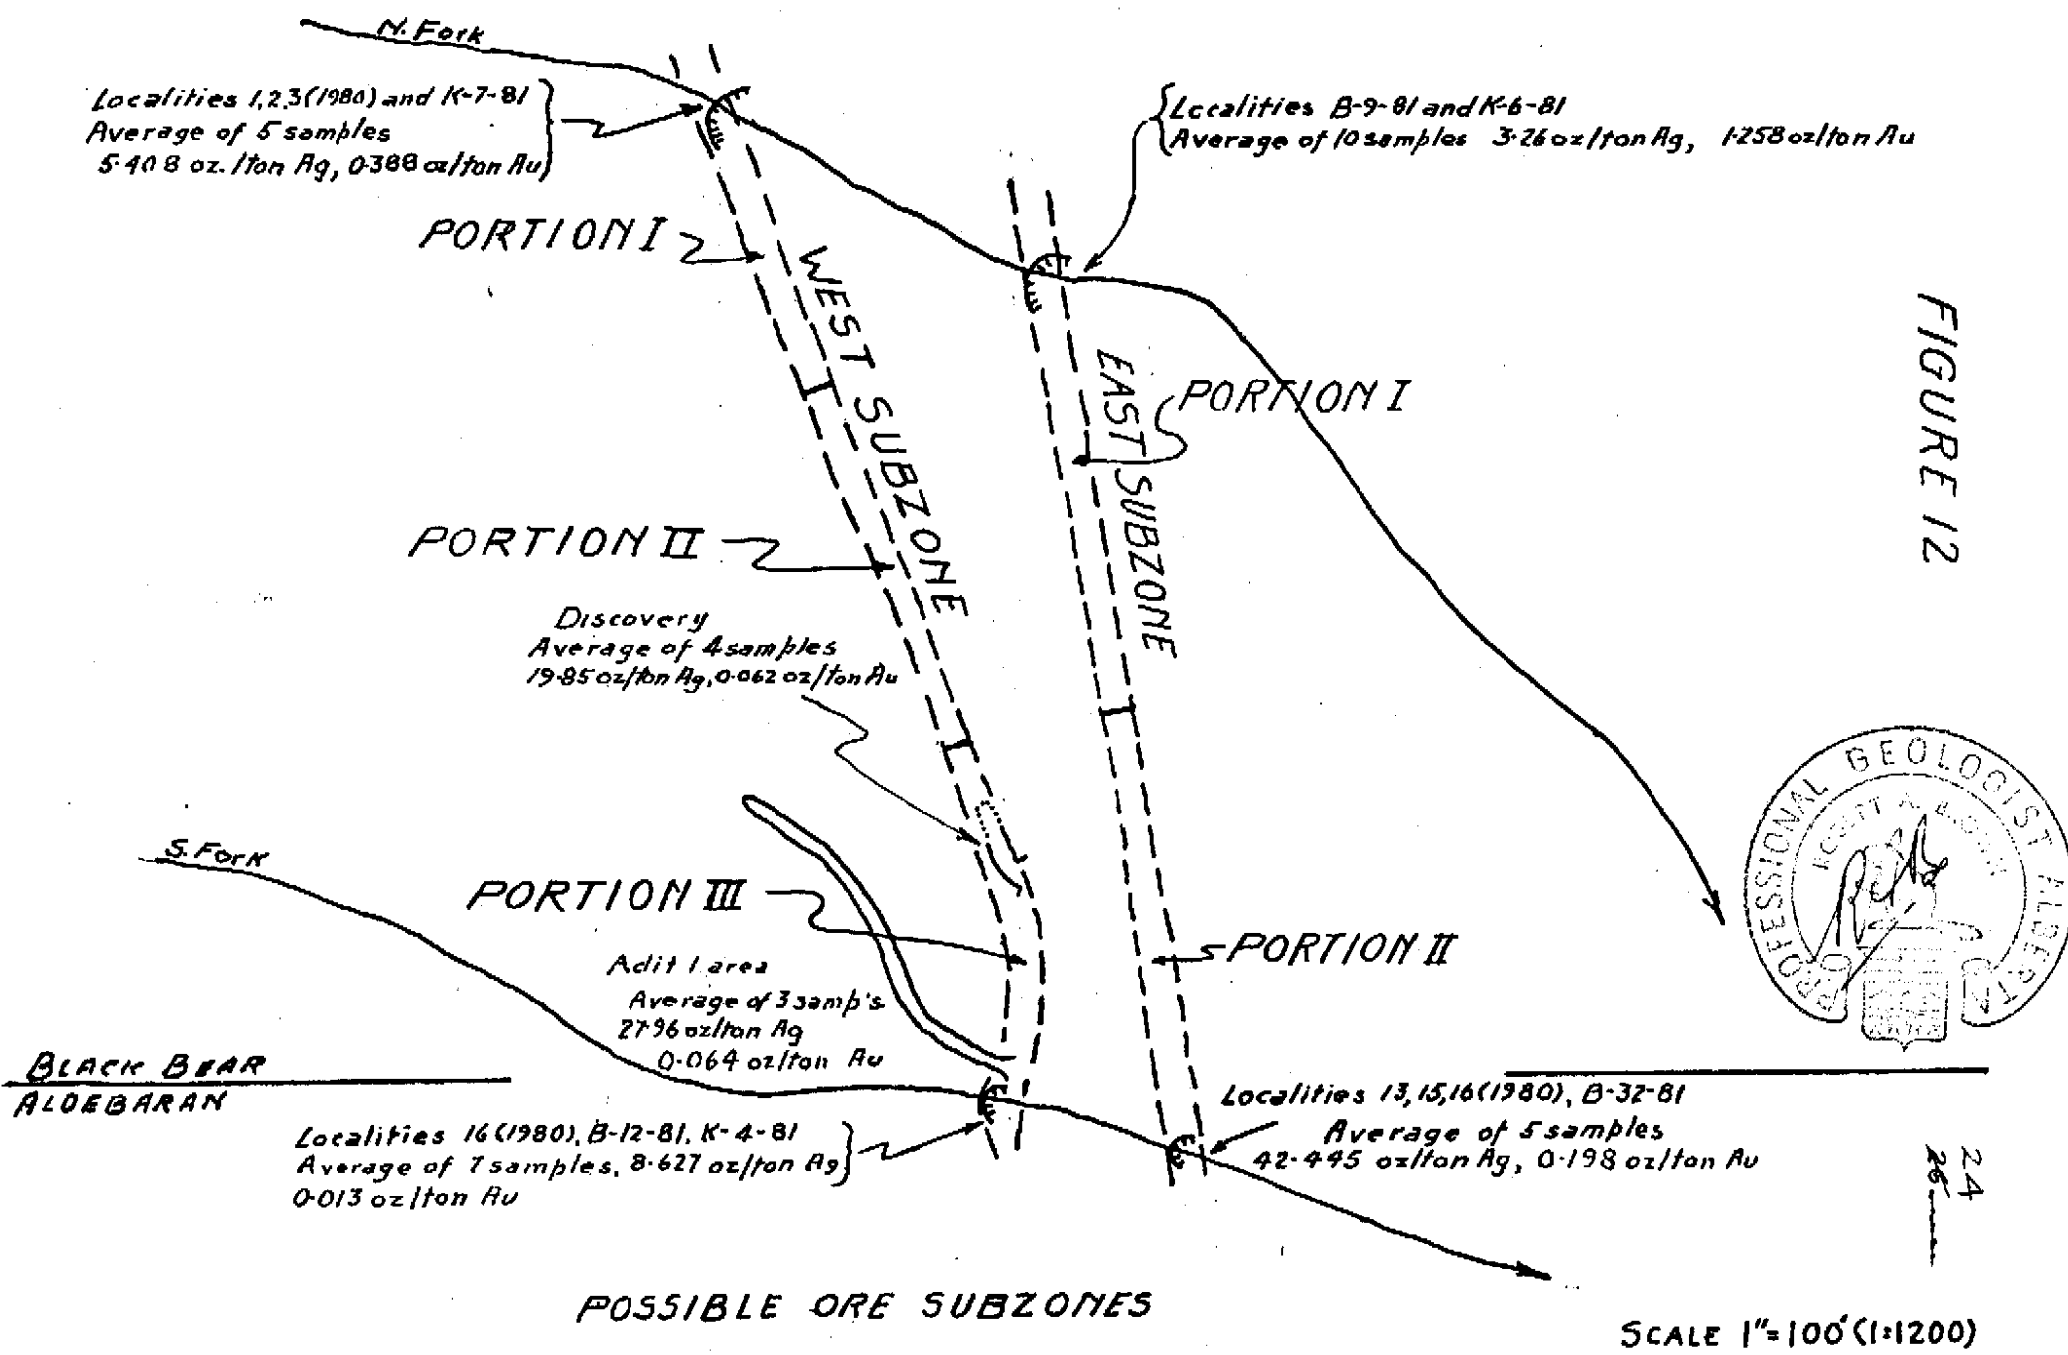 N. Fork
Localities 1,2,3(1980) and K-7-81
Average of 5 samples
5.408 oz./ton Ag, 0.388 oz/ton Au
Localities B-9-81 and K-6-81
Average of 10 samples 3.26 oz/ton Ag, 1.258 oz/ton Au
PORTION I
WEST SUBZONE
EAST SUBZONE
PORTION I
FIGURE 12
PORTION II
Discovery
Average of 4 samples
19.85 oz/ton Ag, 0.062 oz/ton Au
S. Fork
PORTION III
PORTION II
PROFESSIONAL GEOLOGIST ALBERTA
Adit 1 area
Average of 3 samp's
27.96 oz/ton Ag
0.064 oz/ton Au
BLACK BEAR
ALDEBARAN
Localities 16(1980), B-12-81, K-4-81
Average of 7 samples, 8.627 oz/ton Ag
0.013 oz/ton Au
Localities 13,15,16(1980), B-32-81
Average of 5 samples
42.445 oz/ton Ag, 0.198 oz/ton Au
24
POSSIBLE ORE SUBZONES
SCALE 1"=100' (1:1200)